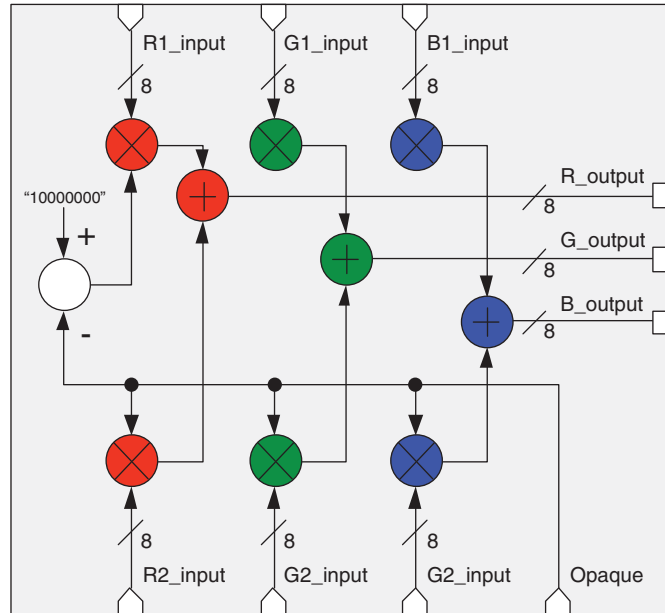 R1_input G1_input B1_input
8 8 8
R_output
“10000000”
8
+
G_output
8
B_output
-
8
8 8 8
R2_input G2_input G2_input Opaque